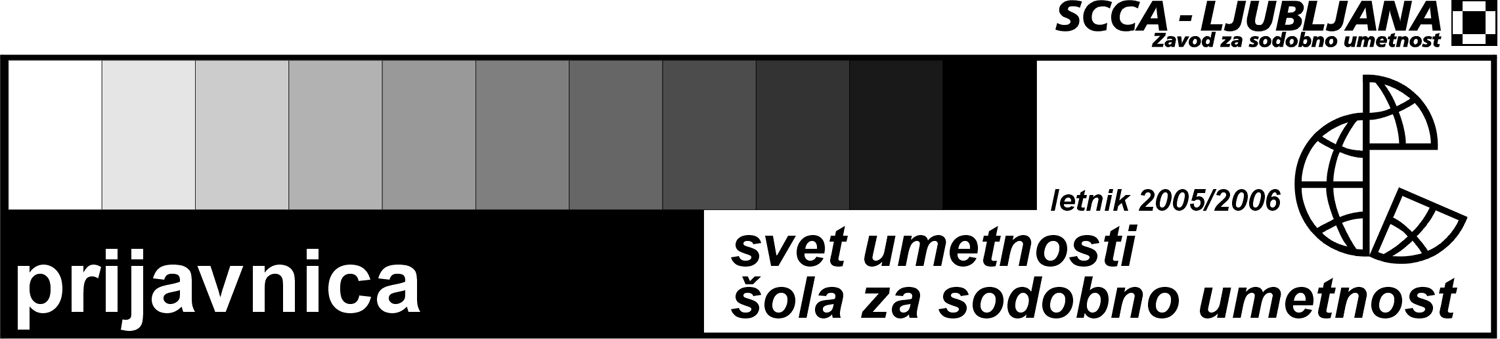 SCCA - LJUBLJANA
Zavod za sodobno umetnost
letnik 2005/2006
prijavnica
svet umetnosti
šola za sodobno umetnost